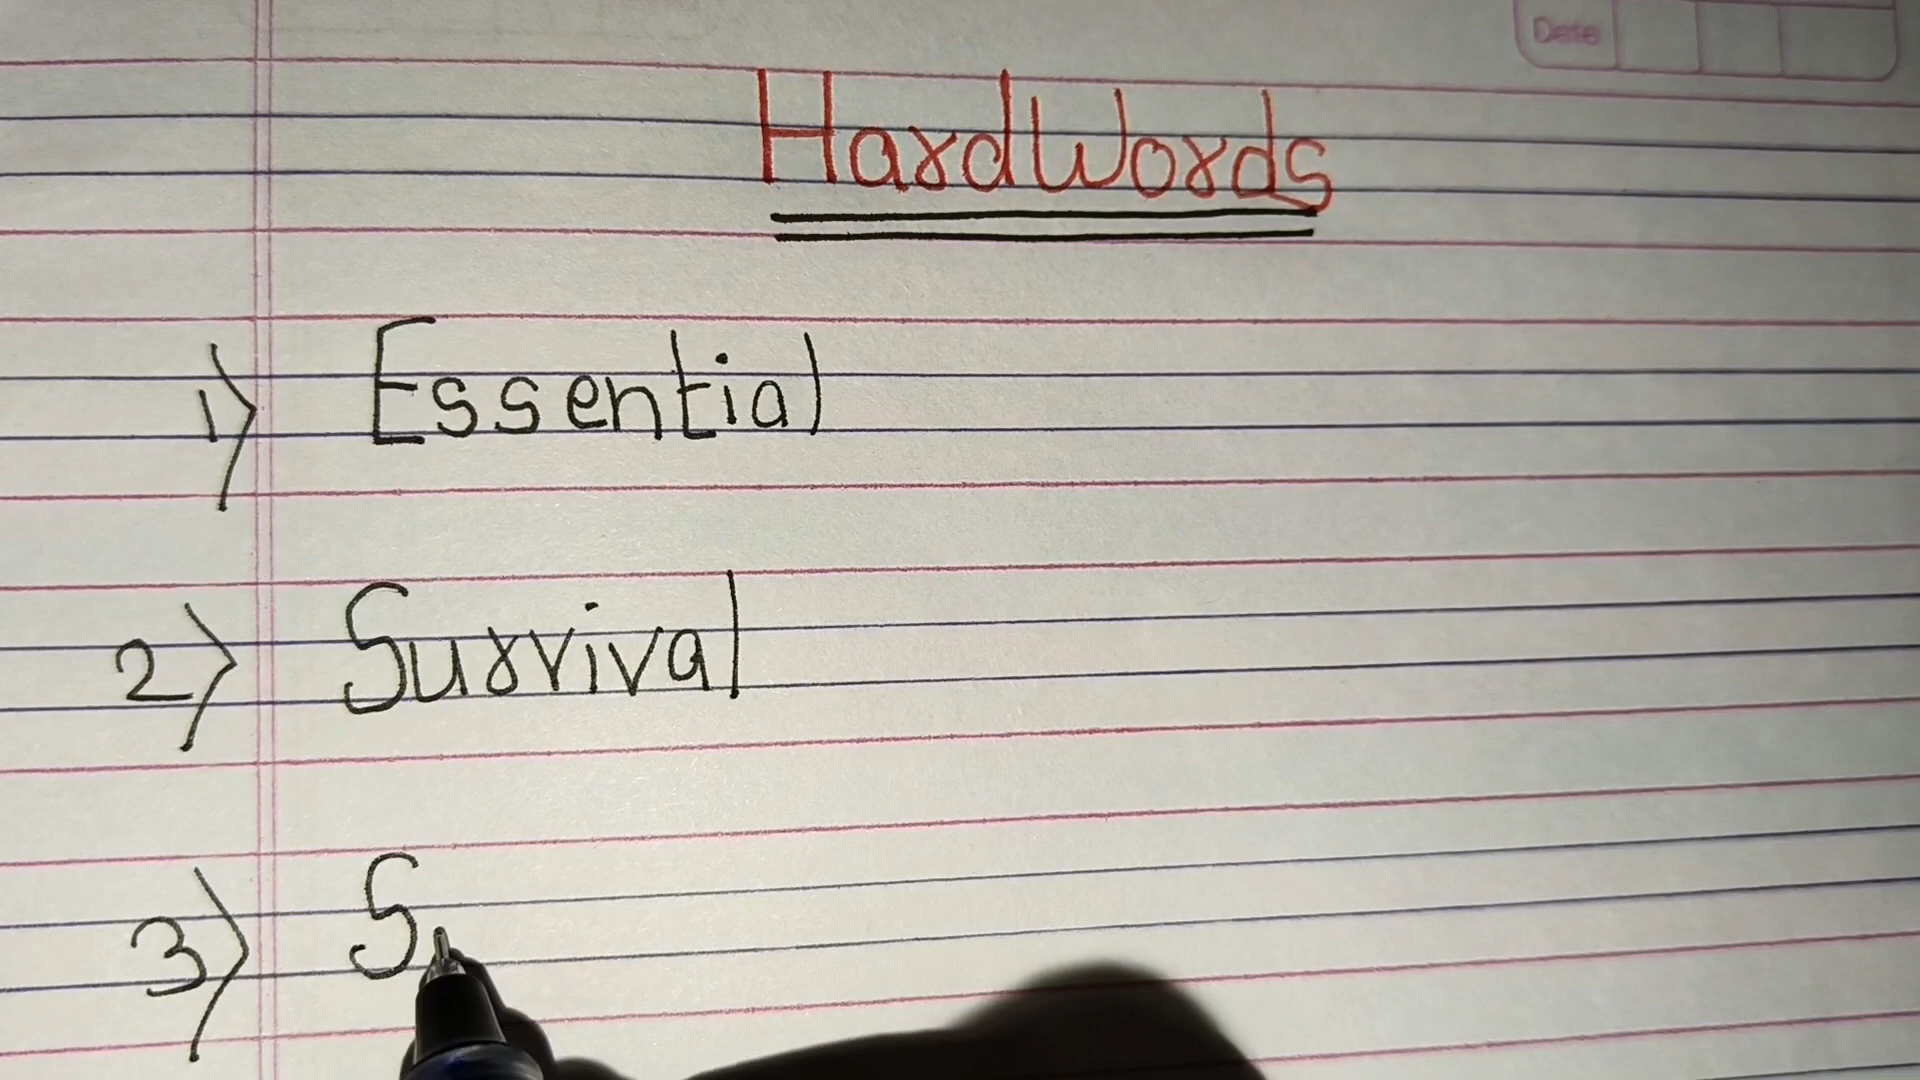 Date
HardWords
1) Essential
2) Survival
3) S